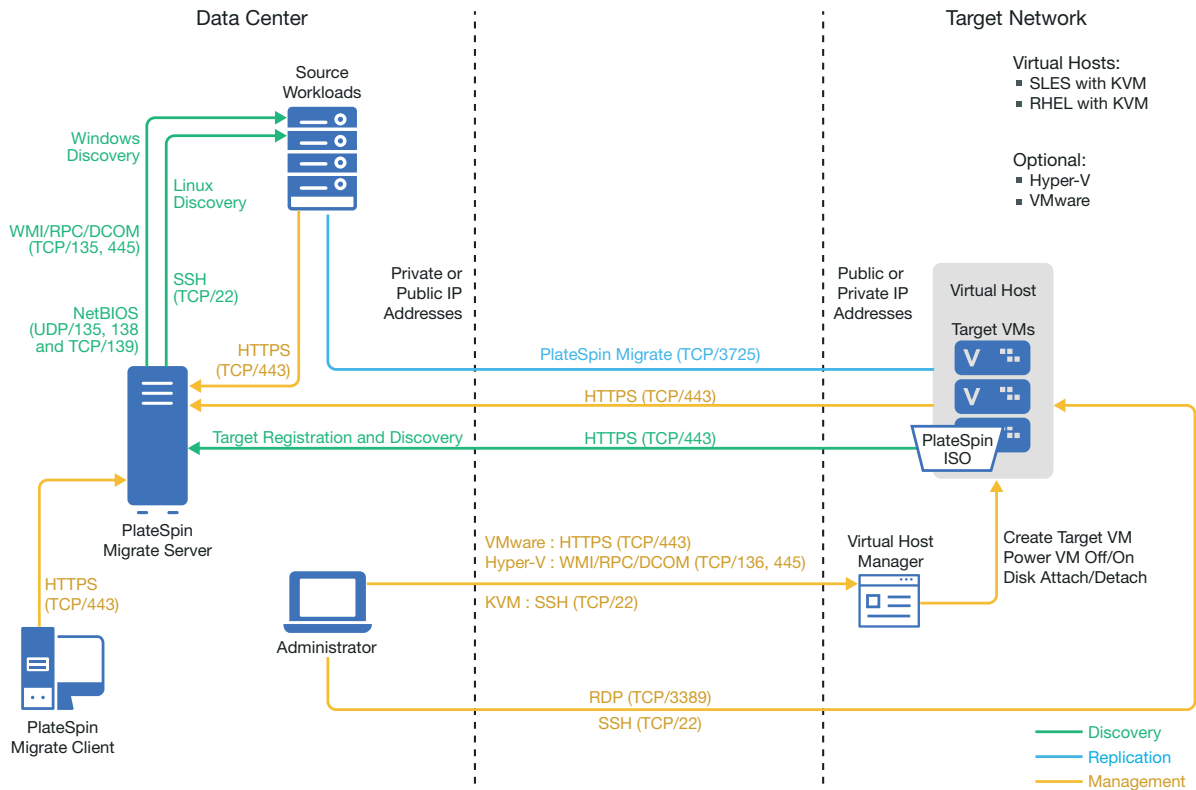 Data Center
Target Network
Virtual Hosts:
SLES with KVM
RHEL with KVM
Optional:
Hyper-V
VMware
Source
Workloads
Windows
Discovery
Linux
Discovery
WMI/RPC/DCOM
(TCP/135, 445)
SSH
(TCP/22)
NetBIOS
(UDP/135, 138
and TCP/139)
HTTPS
(TCP/443)
Private or
Public IP
Addresses
Public or
Private IP
Addresses
Virtual Host
Target VMs
V
V
PlateSpin
ISO
PlateSpin Migrate (TCP/3725)
HTTPS (TCP/443)
Target Registration and Discovery
HTTPS (TCP/443)
PlateSpin
Migrate Server
HTTPS
(TCP/443)
PlateSpin
Migrate Client
Administrator
VMware : HTTPS (TCP/443)
Hyper-V : WMI/RPC/DCOM (TCP/136, 445)
KVM : SSH (TCP/22)
Virtual Host
Manager
Create Target VM
Power VM Off/On
Disk Attach/Detach
RDP (TCP/3389)
SSH (TCP/22)
Discovery
Replication
Management